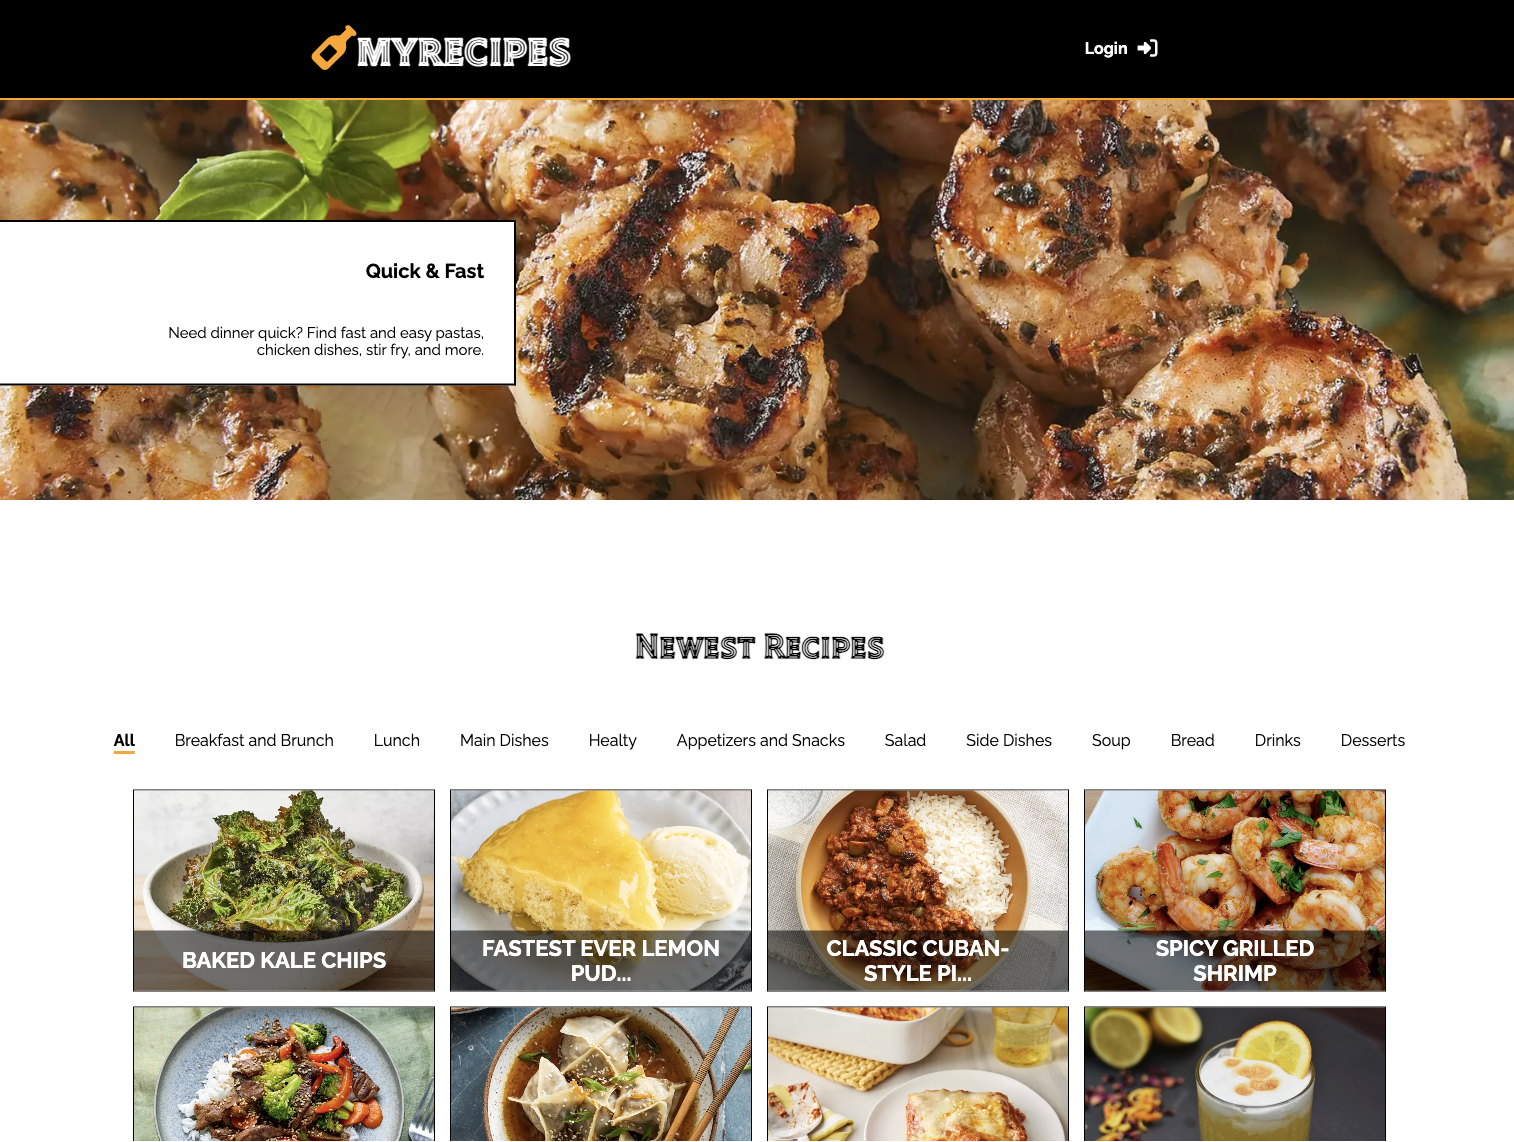 MYRECIPES
Login
Quick & Fast
Need dinner quick? Find fast and easy pastas,
chicken dishes, stir fry, and more.
Newest Recipes
All Breakfast and Brunch Lunch Main Dishes Healty Appetizers and Snacks Salad Side Dishes Soup Bread Drinks Desserts
BAKED KALE CHIPS
FASTEST EVER LEMON
PUD...
CLASSIC CUBAN-
STYLE PI...
SPICY GRILLED
SHRIMP